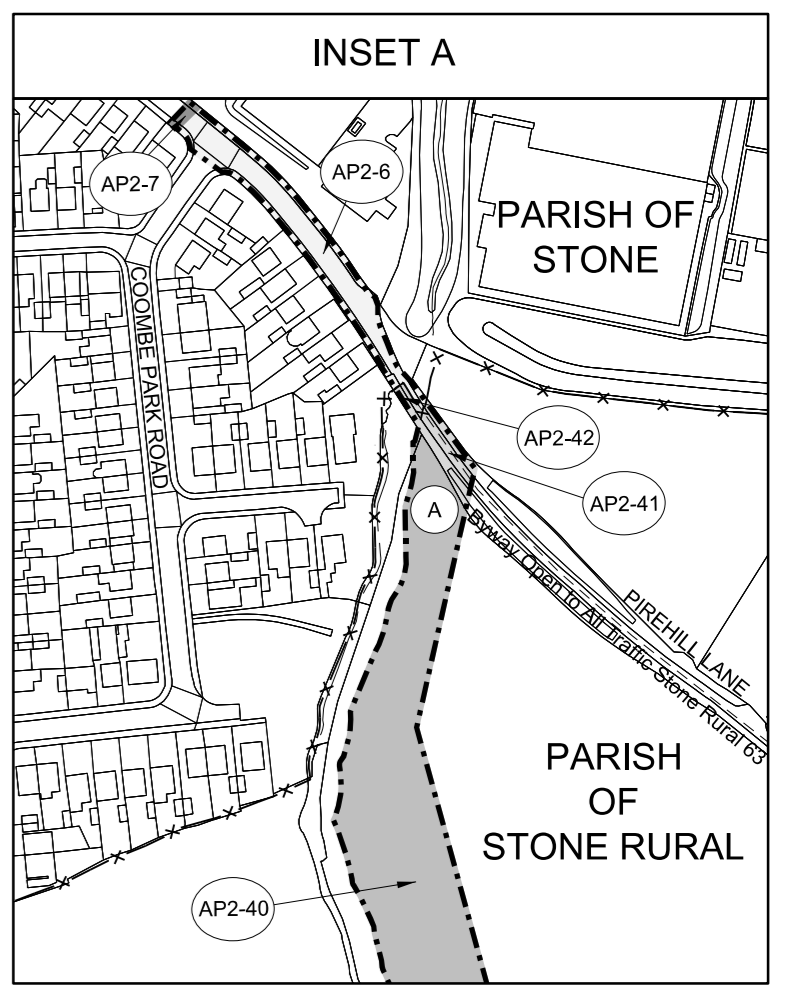 INSET A
AP2-7
AP2-6
PARISH OF
STONE
COOMBE PARK ROAD
AP2-42
AP2-41
A
Byway Open to All Traffic Stone Rural 63
PIREHILL LANE
PARISH
OF
STONE RURAL
AP2-40